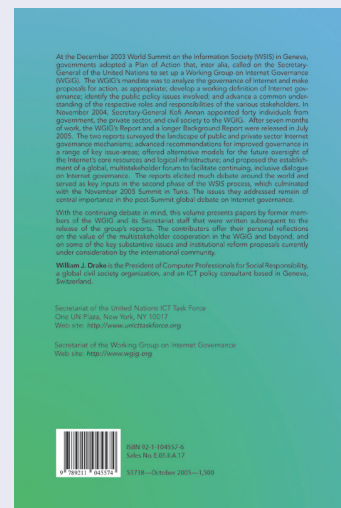 At the December 2003 World Summit on the Information Society (WSIS) in Geneva,
governments adopted a Plan of Action that, inter alia, called on the Secretary-
General of the United Nations to set up a Working Group on Internet Governance
(WGIG). The WGIG's mandate was to analyze the governance of Internet and make
proposals for action, as appropriate; develop a working definition of Internet gov-
ernance; identify the public policy issues involved; and advance a common under-
standing of the respective roles and responsibilities of the various stakeholders. In
November 2004, Secretary-General Kofi Annan appointed forty individuals from
government, the private sector, and civil society to the WGIG. After seven months
of work, the WGIG's Report and a longer Background Report were released in July
2005. The two reports surveyed the landscape of public and private sector Internet
governance mechanisms; advanced recommendations for improved governance in
a range of key issue-areas; offered alternative models for the future oversight of
the Internet's core resources and logical infrastructure; and proposed the establish-
ment of a global, multistakeholder forum to facilitate continuing, inclusive dialogue
on Internet governance. The reports elicited much debate around the world and
served as key inputs in the second phase of the WSIS process, which culminated
with the November 2005 Summit in Tunis. The issues they addressed remain of
central importance in the post-Summit global debate on Internet governance.
With the continuing debate in mind, this volume presents papers by former mem-
bers of the WGIG and its Secretariat staff that were written subsequent to the
release of the group's reports. The contributors offer their personal reflections
on the value of the multistakeholder cooperation in the WGIG and beyond; and
on some of the key substantive issues and institutional reform proposals currently
under consideration by the international community.
William J. Drake is the President of Computer Professionals for Social Responsibility,
a global civil society organization, and an ICT policy consultant based in Geneva,
Switzerland.
Secretariat of the United Nations ICT Task Force
One UN Plaza, New York, NY 10017
Web site: http://www.unicttaskforce.org
Secretariat of the Working Group on Internet Governance
Web site: http://www.wgig.org
ISBN 92-1-104557-6
Sales No. E.05.II.A.17
9 789211 045574
53738—October 2005—1,500